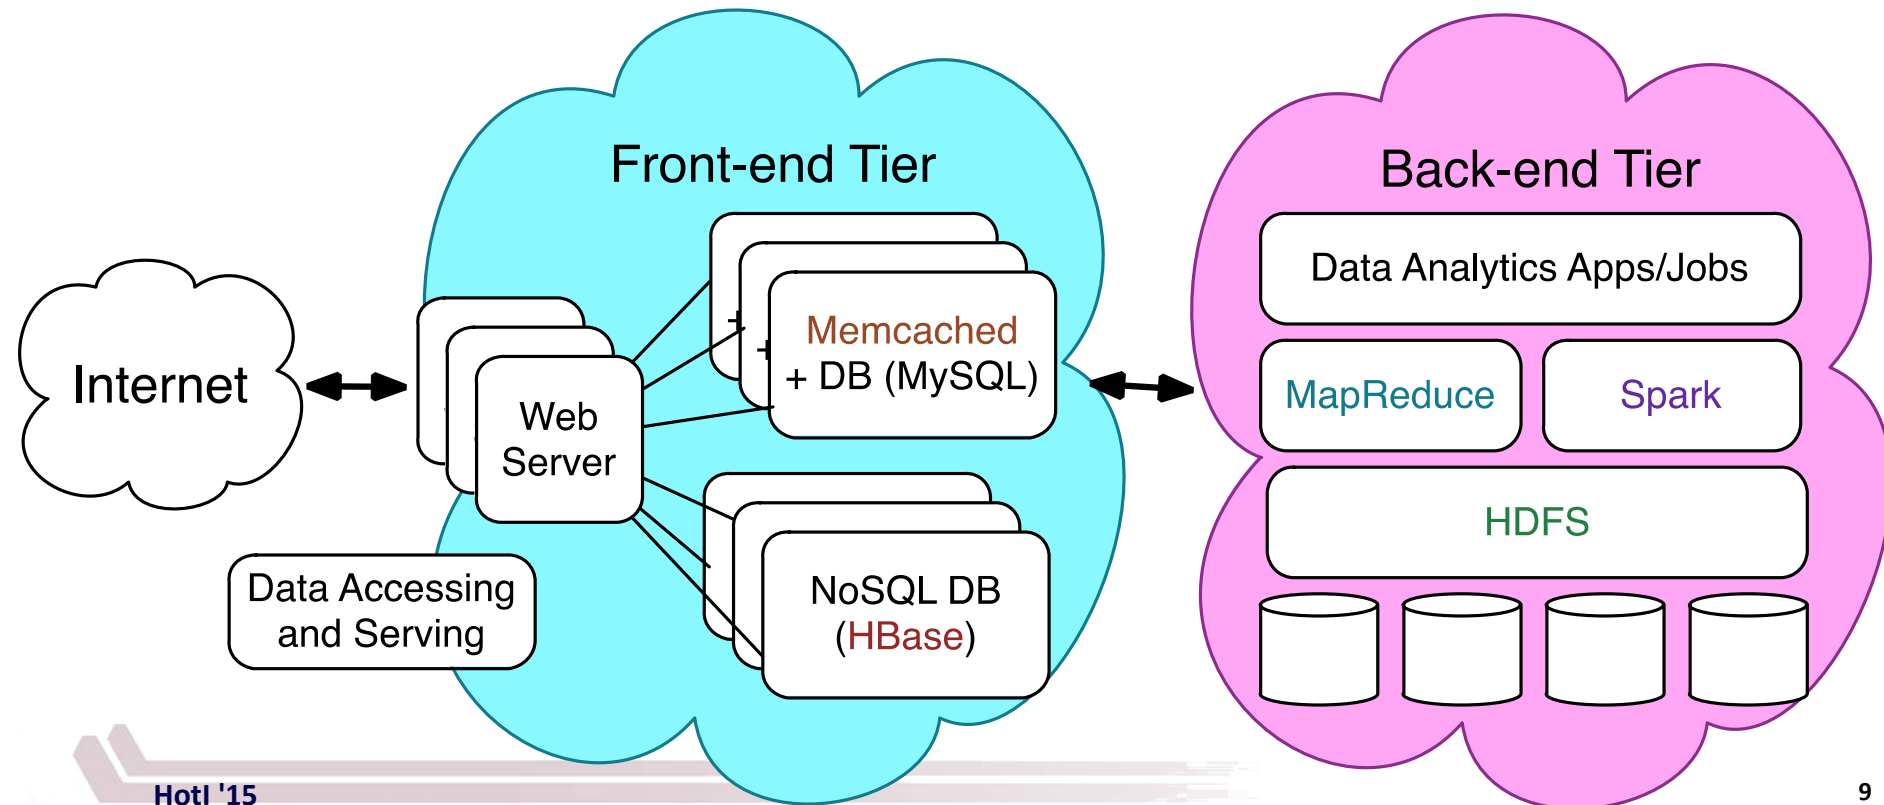 Front-end Tier
Back-end Tier
Internet
Web
Server
Memcached
+ DB (MySQL)
NoSQL DB
(HBase)
Data Accessing
and Serving
Data Analytics Apps/Jobs
MapReduce
Spark
HDFS
HotI '15
9